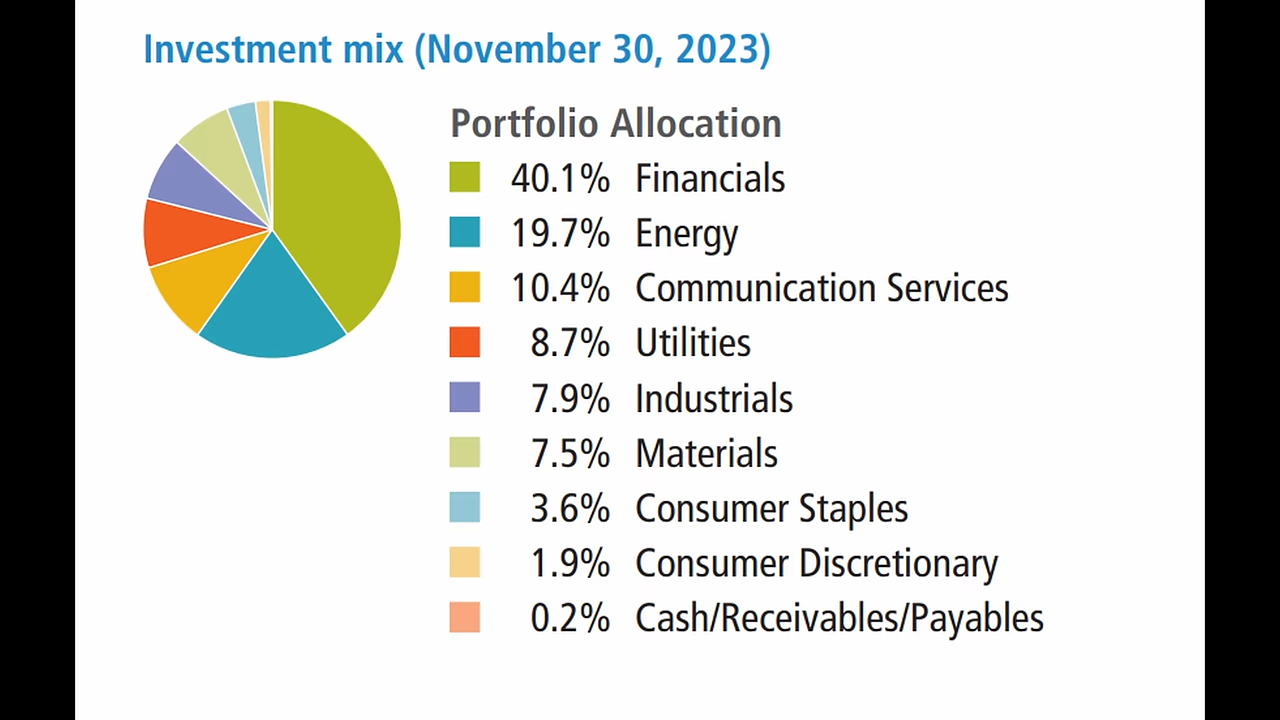 Investment mix (November 30, 2023)
Portfolio Allocation
40.1% Financials
19.7% Energy
10.4% Communication Services
8.7% Utilities
7.9% Industrials
7.5% Materials
3.6% Consumer Staples
1.9% Consumer Discretionary
0.2% Cash/Receivables/Payables